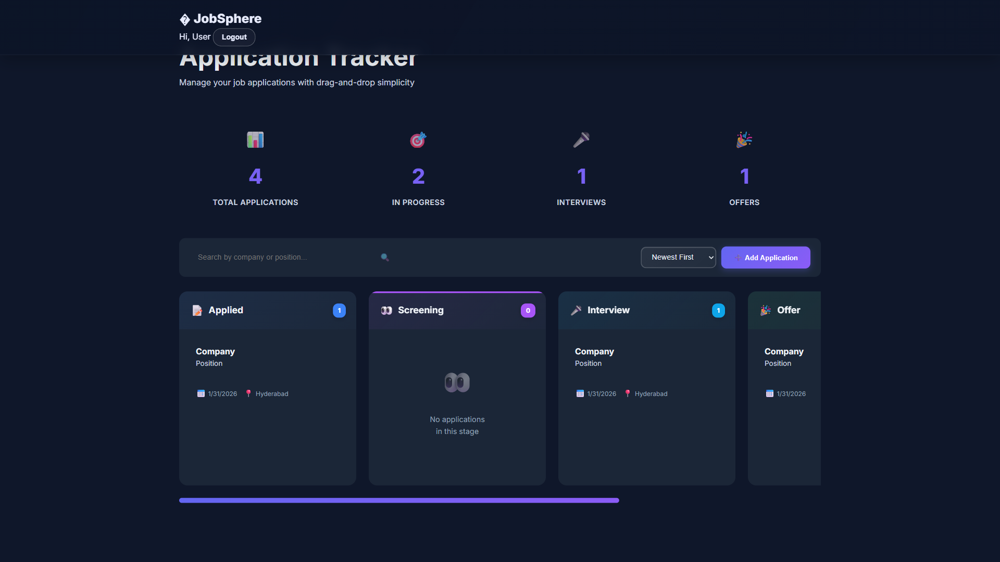 � JobSphere
Hi, User Logout
Application Tracker
Manage your job applications with drag-and-drop simplicity
4
TOTAL APPLICATIONS
2
IN PROGRESS
1
INTERVIEWS
1
OFFERS
Search by company or position...
Newest First
Add Application
Applied 1
Company
Position
1/31/2026 Hyderabad
Screening 0
No applications
in this stage
Interview 1
Company
Position
1/31/2026 Hyderabad
Offer
Company
Position
1/31/2026